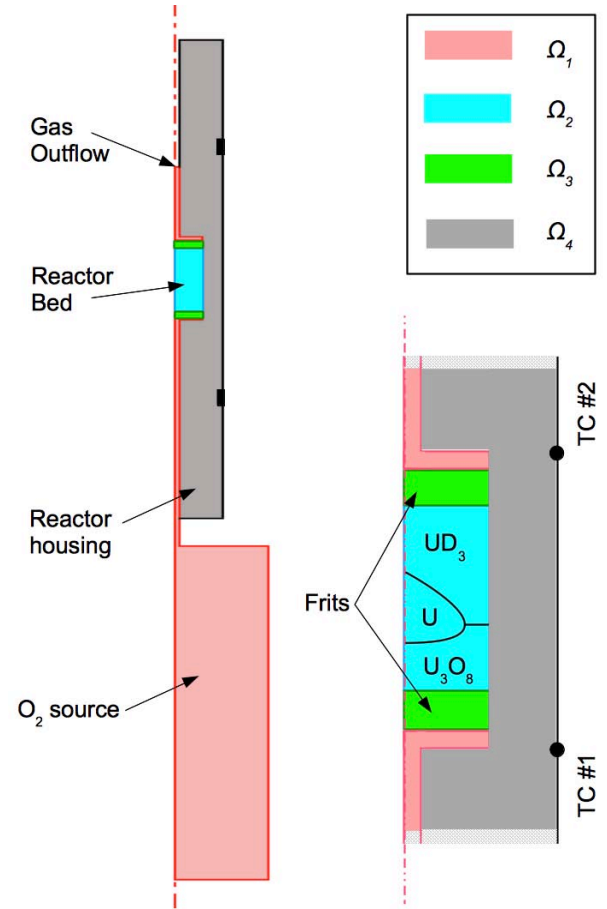 Gas
Outflow
Reactor
Bed
Reactor
housing
O₂ source
Ω₁
Ω₂
Ω₃
Ω₄
TC #2
UD₃
Frits
U
U₃O₈
TC #1